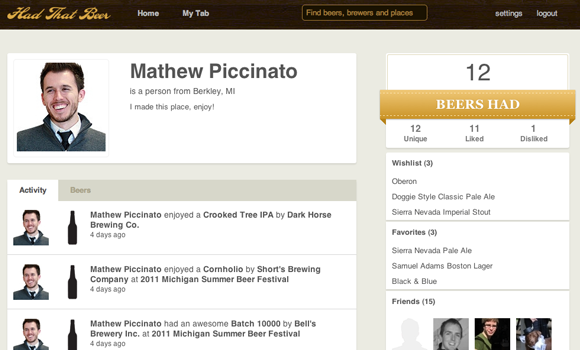 Had That Beer
Home
My Tab
Find beers, brewers and places
settings
logout
Mathew Piccinato
is a person from Berkley, MI
I made this place, enjoy!
12
BEERS HAD
12
11
1
Unique
Liked
Disliked
Activity
Beers
Mathew Piccinato enjoyed a Crooked Tree IPA by Dark Horse
Brewing Co.
4 days ago
Mathew Piccinato enjoyed a Cornholio by Short's Brewing
Company at 2011 Michigan Summer Beer Festival
4 days ago
Mathew Piccinato had an awesome Batch 10000 by Bell's
Brewery Inc. at 2011 Michigan Summer Beer Festival
4 days ago
Wishlist (3)
Oberon
Doggie Style Classic Pale Ale
Sierra Nevada Imperial Stout
Favorites (3)
Sierra Nevada Pale Ale
Samuel Adams Boston Lager
Black & Blue
Friends (15)